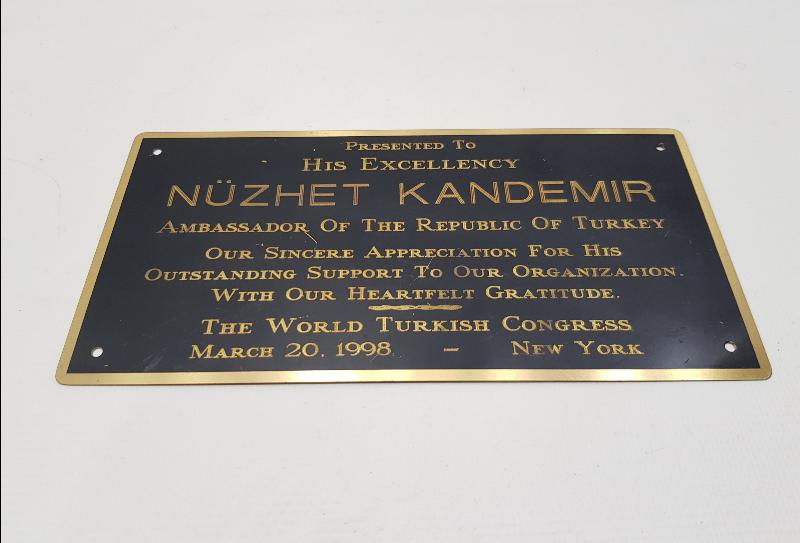 Presented To
His Excellency
NÜZHET KANDEMIR
Ambassador Of The Republic Of Turkey
Our Sincere Appreciation For His
Outstanding Support To Our Organization.
With Our Heartfelt Gratitude.
The World Turkish Congress
March 20, 1998 – New York